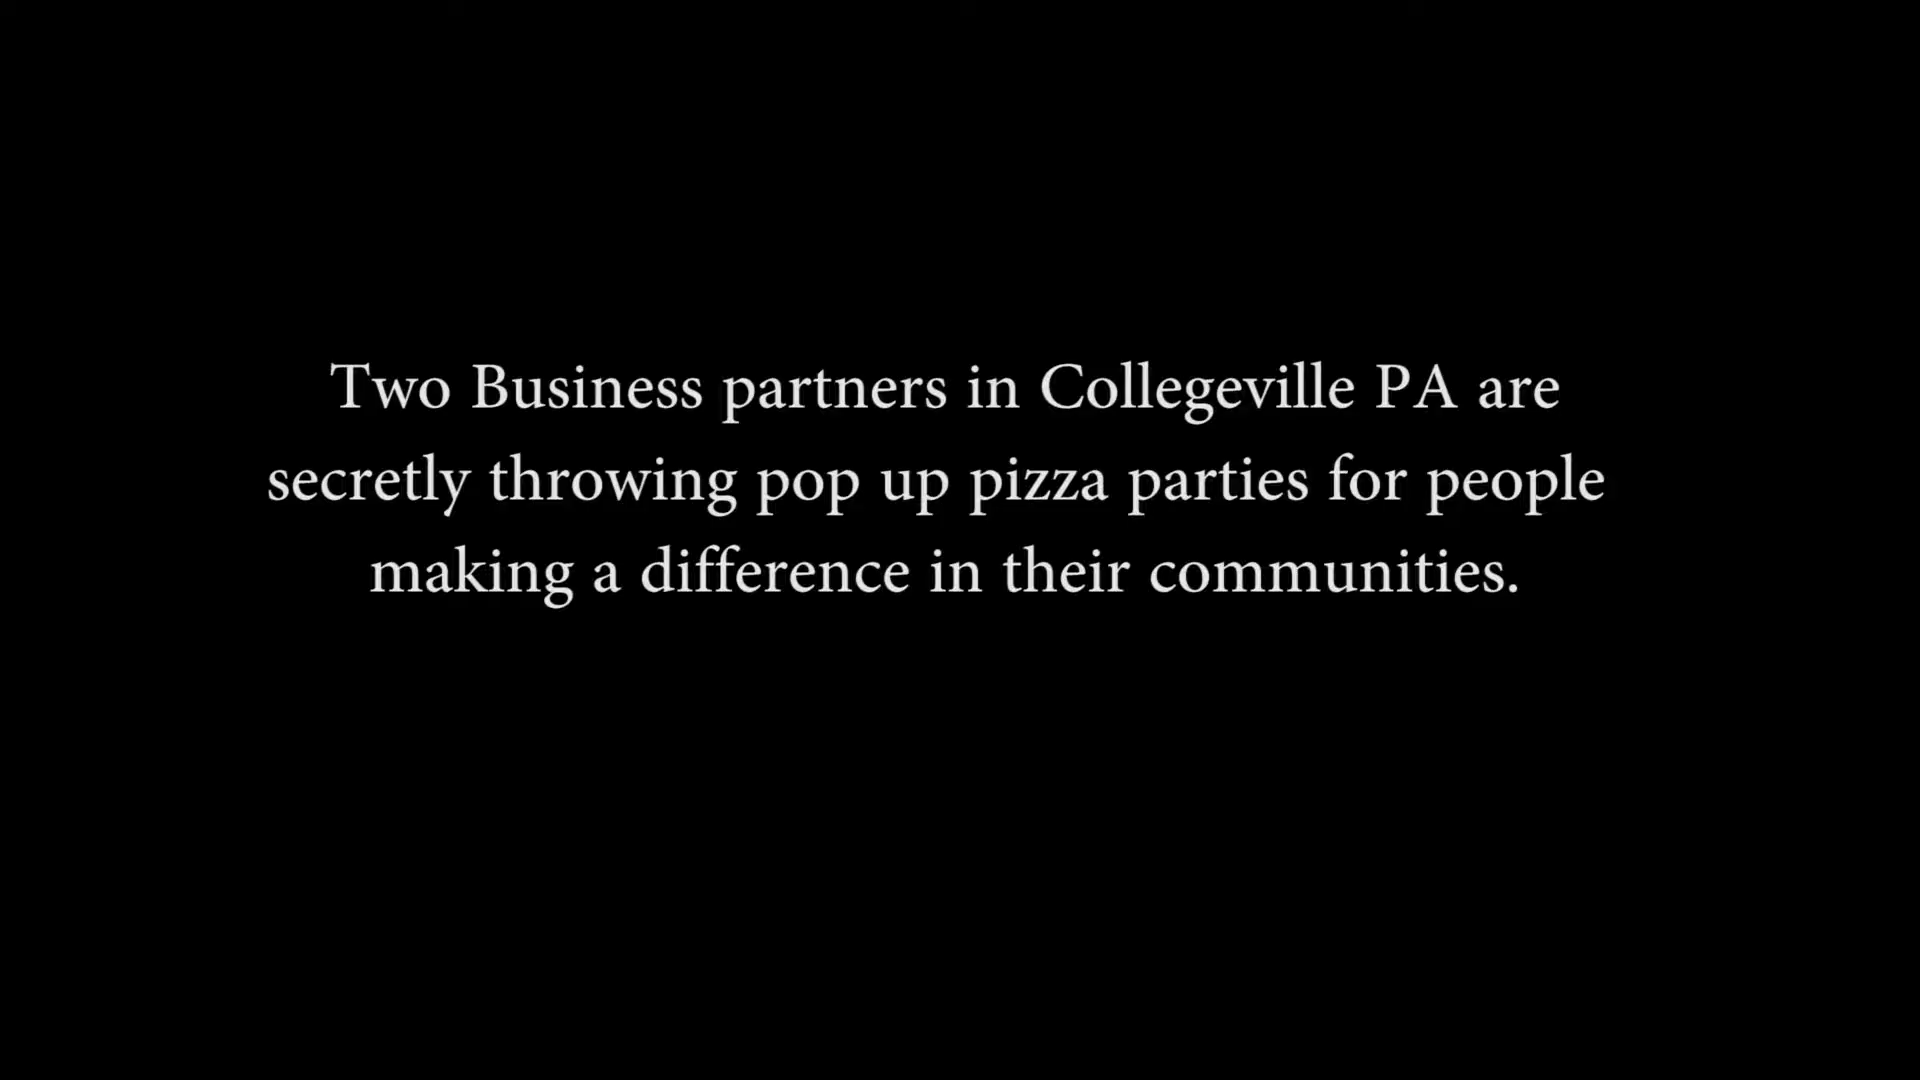 Two Business partners in Collegeville PA are
secretly throwing pop up pizza parties for people
making a difference in their communities.